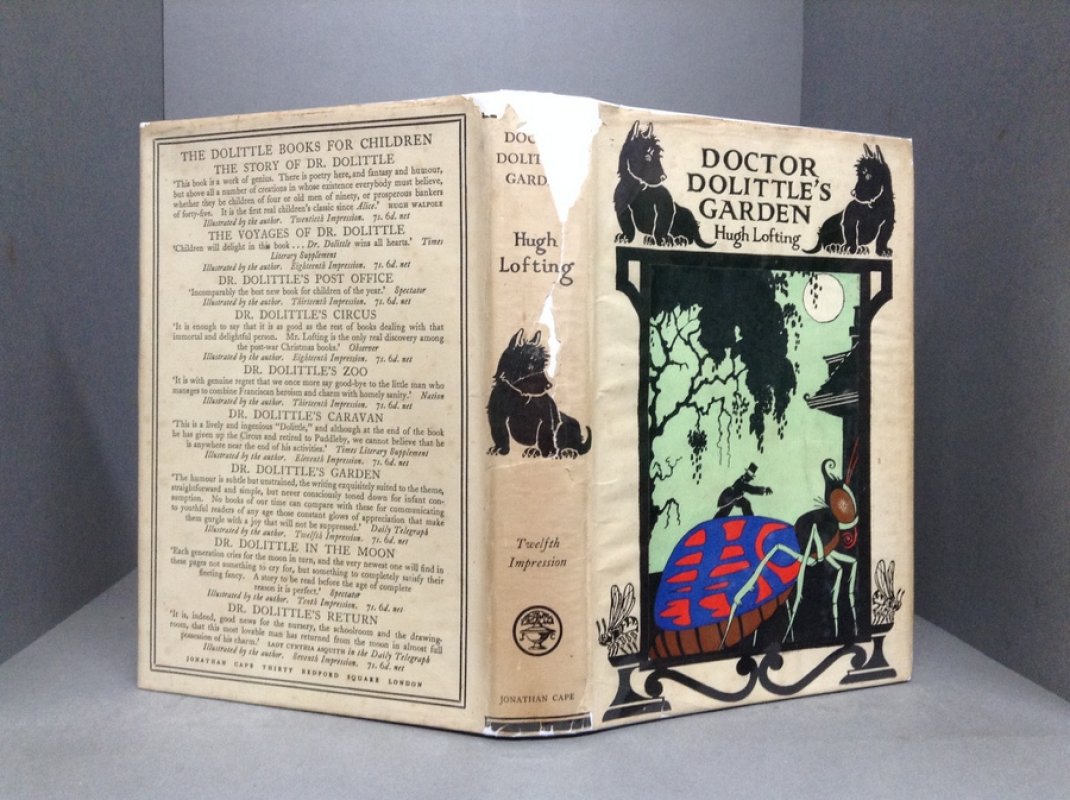 THE DOLITTLE BOOKS FOR CHILDREN
THE STORY OF DR. DOLITTLE
'This book is a work of genius. There is poetry here, and fantasy and humour,
but above all a number of creations in whose existence everybody must believe,
whether they be children of four or old men of ninety, or prosperous bankers
of forty-five. It is the first real children's classic since Alice.' HUGH WALPOLE
Illustrated by the author. Twentieth Impression. 7s. 6d. net
THE VOYAGES OF DR. DOLITTLE
'Children will delight in this book . . . Dr. Dolittle wins all hearts.' Times
Literary Supplement
Illustrated by the author. Eighteenth Impression. 7s. 6d. net
DR. DOLITTLE'S POST OFFICE
'Incomparably the best new book for children of the year.' Spectator
Illustrated by the author. Thirteenth Impression. 7s. 6d. net
DR. DOLITTLE'S CIRCUS
'It is enough to say that it is as good as the rest of books dealing with that
immortal and delightful person. Mr. Lofting is the only real discovery among
the post-war Christmas books.' Observer
Illustrated by the author. Eighteenth Impression. 7s. 6d. net
DR. DOLITTLE'S ZOO
'It is with genuine regret that we once more say good-bye to the little man who
manages to combine Franciscan heroism and charm with homely sanity.' Nation
Illustrated by the author. Thirteenth Impression. 7s. 6d. net
DR. DOLITTLE'S CARAVAN
'This is a lively and ingenious "Dolittle," and although at the end of the book
he has given up the Circus and retired to Puddleby, we cannot believe that he
is anywhere near the end of his activities.' Times Literary Supplement
Illustrated by the author. Eleventh Impression. 7s. 6d. net
DR. DOLITTLE'S GARDEN
'The humour is subtle but unstrained, the writing exquisitely suited to the theme,
straightforward and simple, but never consciously toned down for infant con-
sumption. No books of our time can compare with these for communicating
to youthful readers of any age those constant glows of appreciation that make
them gurgle with a joy that will not be suppressed.' Daily Telegraph
Illustrated by the author. Twelfth Impression. 7s. 6d. net
DR. DOLITTLE IN THE MOON
'Each generation cries for the moon in turn, and the very newest one will find in
these pages not something to cry for, but something to completely satisfy their
fleeting fancy. A story to be read before the age of complete
reason it is perfect.' Spectator
Illustrated by the author. Tenth Impression. 7s. 6d. net
DR. DOLITTLE'S RETURN
'It is, indeed, good news for the nursery, the schoolroom and the drawing-
room, that this most lovable man has returned from the moon in almost full
possession of his charm.' LADY CYNTHIA ASQUITH in the Daily Telegraph
Illustrated by the author. Seventh Impression. 7s. 6d. net
JONATHAN CAPE THIRTY BEDFORD SQUARE LONDON
DOC
DOLIT
GARD
Hugh
Lofting
Twelfth
Impression
JONATHAN CAPE
DOCTOR
DOLITTLE'S
GARDEN
Hugh Lofting